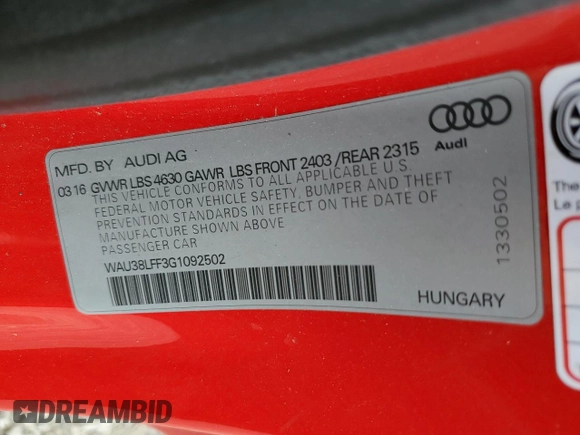 MFD. BY AUDI AG
03 16 GVWR LBS 4630 GAWR LBS FRONT 2403 /REAR 2315
THIS VEHICLE CONFORMS TO ALL APPLICABLE U.S.
FEDERAL MOTOR VEHICLE SAFETY, BUMPER AND THEFT
PREVENTION STANDARDS IN EFFECT ON THE DATE OF
MANUFACTURE SHOWN ABOVE
PASSENGER CAR
WAU38LFF3G1092502
HUNGARY
Audi
1330502
The
Le p
DREAMBID